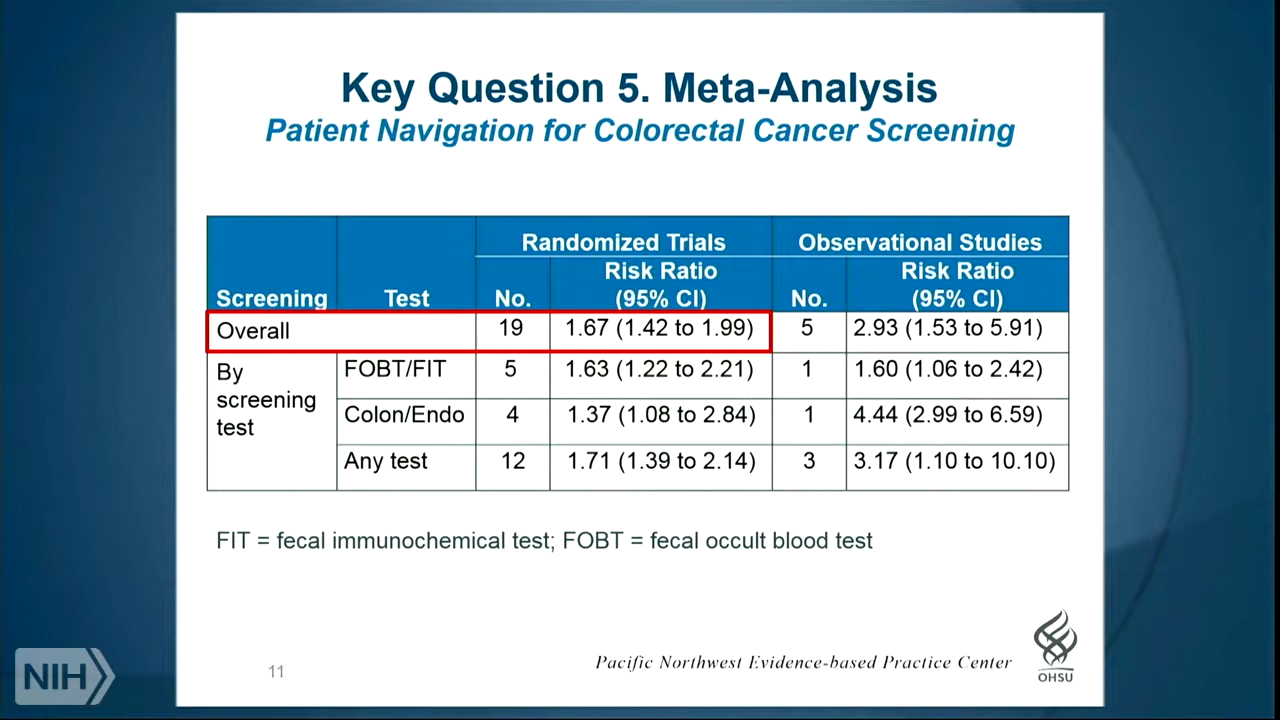 Key Question 5. Meta-Analysis
Patient Navigation for Colorectal Cancer Screening
Randomized Trials Observational Studies
Screening Test No. Risk Ratio (95% CI) No. Risk Ratio (95% CI)
Overall 19 1.67 (1.42 to 1.99) 5 2.93 (1.53 to 5.91)
By screening test FOBT/FIT 5 1.63 (1.22 to 2.21) 1 1.60 (1.06 to 2.42)
Colon/Endo 4 1.37 (1.08 to 2.84) 1 4.44 (2.99 to 6.59)
Any test 12 1.71 (1.39 to 2.14) 3 3.17 (1.10 to 10.10)
FIT = fecal immunochemical test; FOBT = fecal occult blood test
11
Pacific Northwest Evidence-based Practice Center
OHSU
NIH